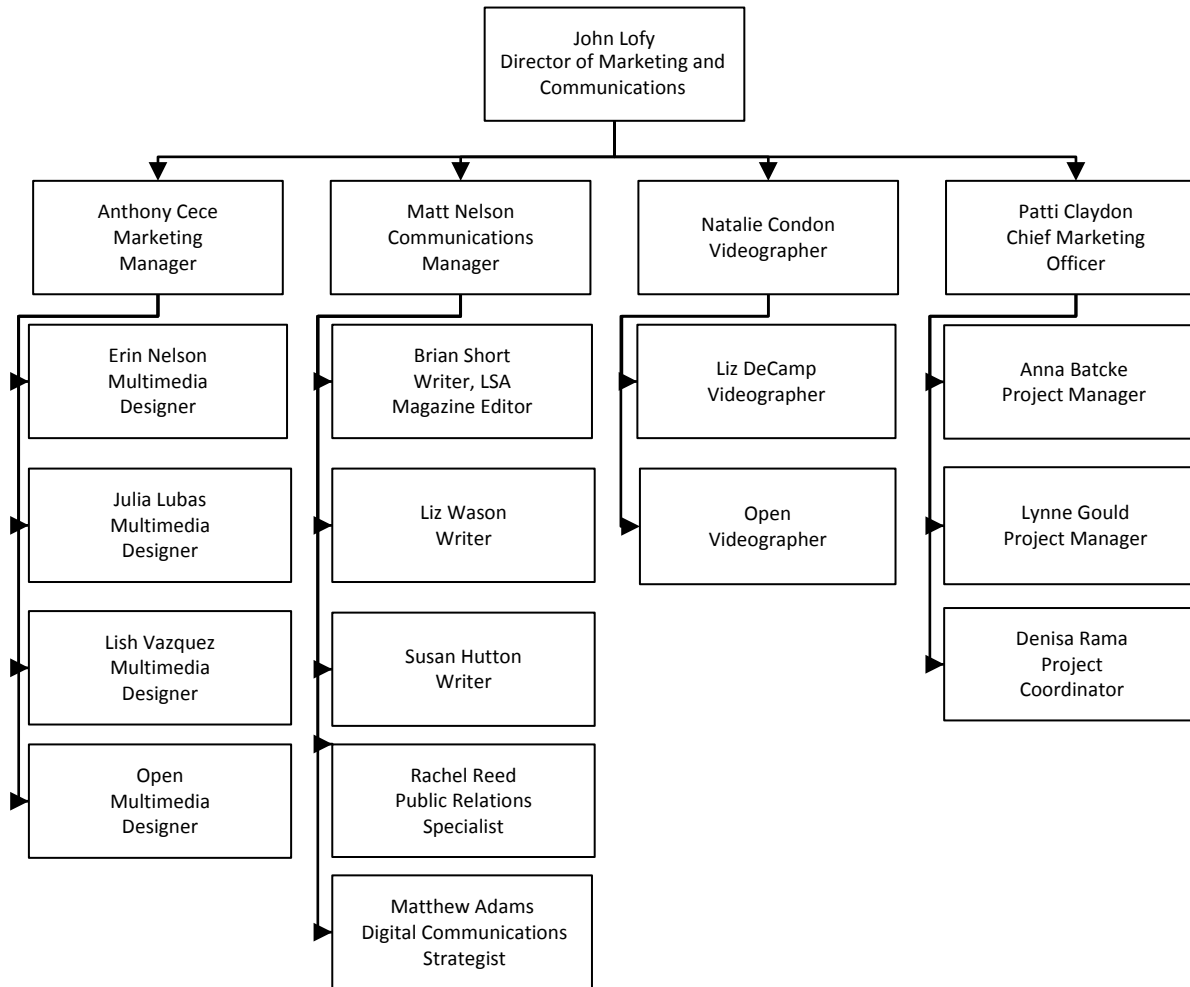 John Lofy
Director of Marketing and
Communications
Anthony Cece
Marketing
Manager
Matt Nelson
Communications
Manager
Natalie Condon
Videographer
Patti Claydon
Chief Marketing
Officer
Erin Nelson
Multimedia
Designer
Julia Lubas
Multimedia
Designer
Lish Vazquez
Multimedia
Designer
Open
Multimedia
Designer
Brian Short
Writer, LSA
Magazine Editor
Liz Wason
Writer
Susan Hutton
Writer
Rachel Reed
Public Relations
Specialist
Matthew Adams
Digital Communications
Strategist
Liz DeCamp
Videographer
Open
Videographer
Anna Batcke
Project Manager
Lynne Gould
Project Manager
Denisa Rama
Project
Coordinator